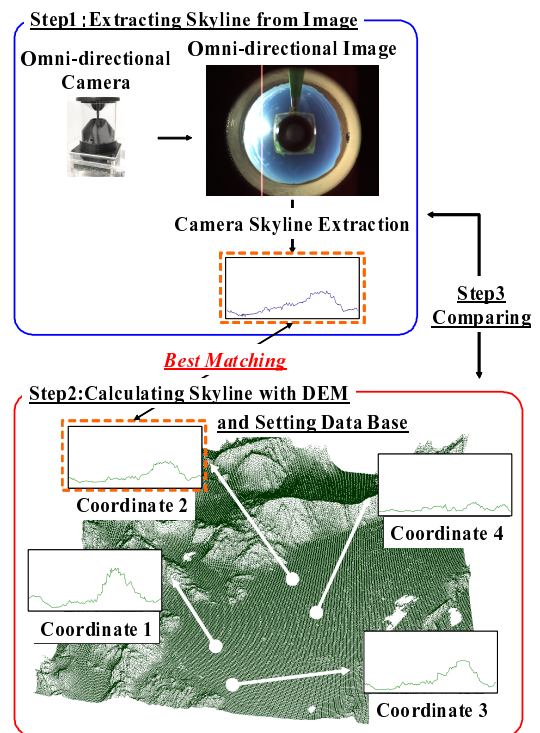 Step1 ; Extracting Skyline from Image
Omni-directional
Camera
Omni-directional Image
Camera Skyline Extraction
Step3
Comparing
Best Matching
Step2:Calculating Skyline with DEM
and Setting Data Base
Coordinate 2
Coordinate 4
Coordinate 1
Coordinate 3